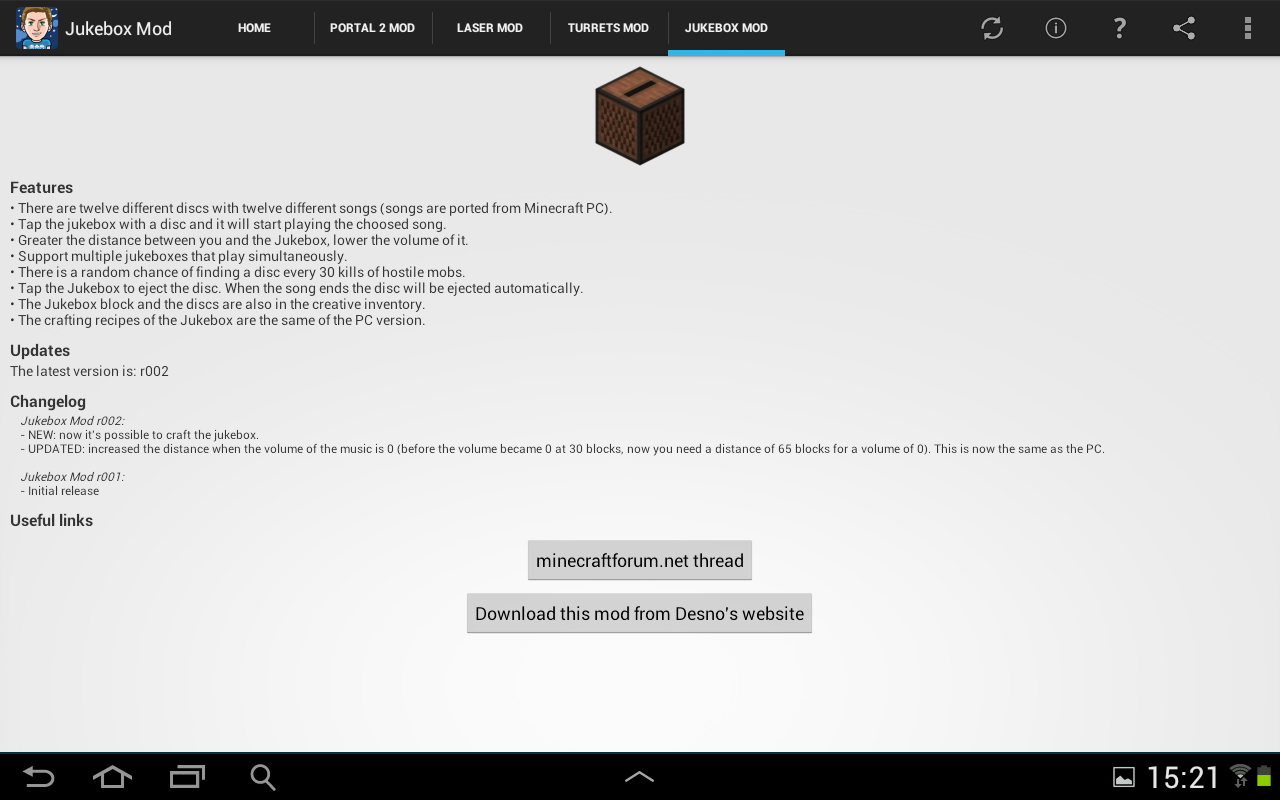 Jukebox Mod
HOME
PORTAL 2 MOD
LASER MOD
TURRETS MOD
JUKEBOX MOD
Features
• There are twelve different discs with twelve different songs (songs are ported from Minecraft PC).
• Tap the jukebox with a disc and it will start playing the choosed song.
• Greater the distance between you and the Jukebox, lower the volume of it.
• Support multiple jukeboxes that play simultaneously.
• There is a random chance of finding a disc every 30 kills of hostile mobs.
• Tap the Jukebox to eject the disc. When the song ends the disc will be ejected automatically.
• The Jukebox block and the discs are also in the creative inventory.
• The crafting recipes of the Jukebox are the same of the PC version.
Updates
The latest version is: r002
Changelog
Jukebox Mod r002:
- NEW: now it's possible to craft the jukebox.
- UPDATED: increased the distance when the volume of the music is 0 (before the volume became 0 at 30 blocks, now you need a distance of 65 blocks for a volume of 0). This is now the same as the PC.
Jukebox Mod r001:
- Initial release
Useful links
minecraftforum.net thread
Download this mod from Desno's website
15:21